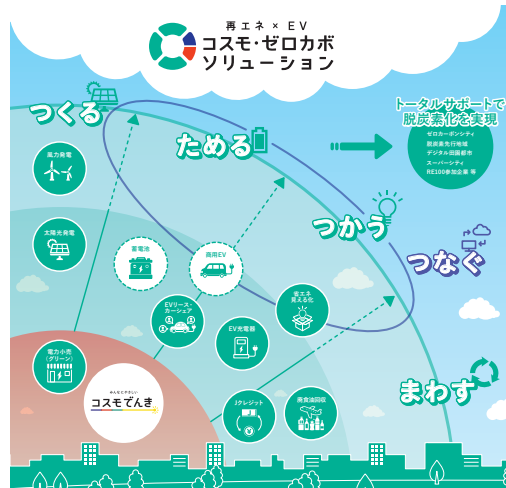 再エネ × EV
コスモ・ゼロカボ
ソリューション
つくる
ためる
つかう
つなぐ
まわす
トータルサポートで
脱炭素化を実現
ゼロカーボンシティ
脱炭素先行地域
デジタル田園都市
スーパーシティ
RE100参加企業 等
風力発電
太陽光発電
蓄電池
商用EV
EVリース・
カーシェア
EV充電器
省エネ
見える化
電力小売
(グリーン)
みんなとやさしい
コスモでんき
Jクレジット
廃食油回収